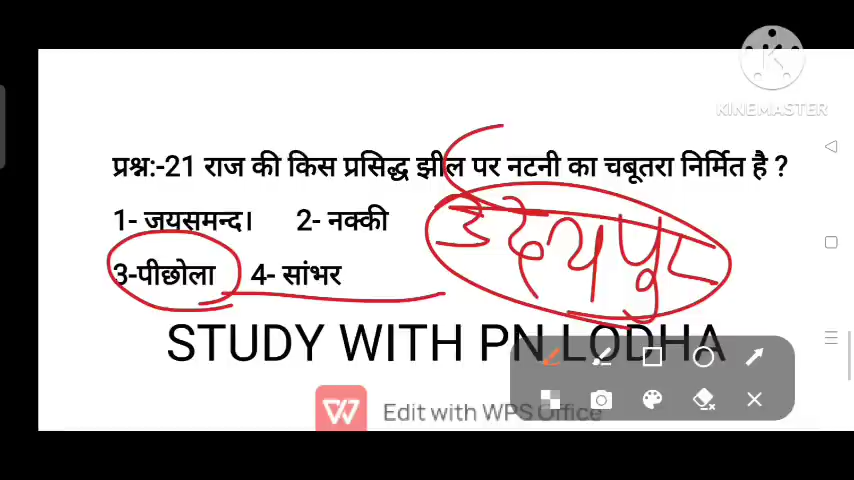 KINEMASTER
प्रश्न:-21 राज की किस प्रसिद्ध झील पर नटनी का चबूतरा निर्मित है ?
1- जयसमन्द। 2- नक्की
उदयपुर
3-पीछोला 4- सांभर
STUDY WITH PN LODHA
Edit with WPS Office